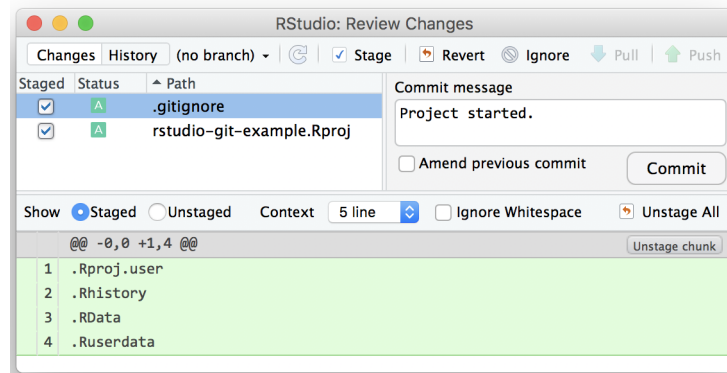 RStudio: Review Changes
Changes History (no branch) Stage Revert Ignore Pull Push
Staged Status Path
A .gitignore
A rstudio-git-example.Rproj
Commit message
Project started.
Amend previous commit Commit
Show Staged Unstaged Context 5 line Ignore Whitespace Unstage All
@@ -0,0 +1,4 @@ Unstage chunk
1 .Rproj.user
2 .Rhistory
3 .RData
4 .Ruserdata